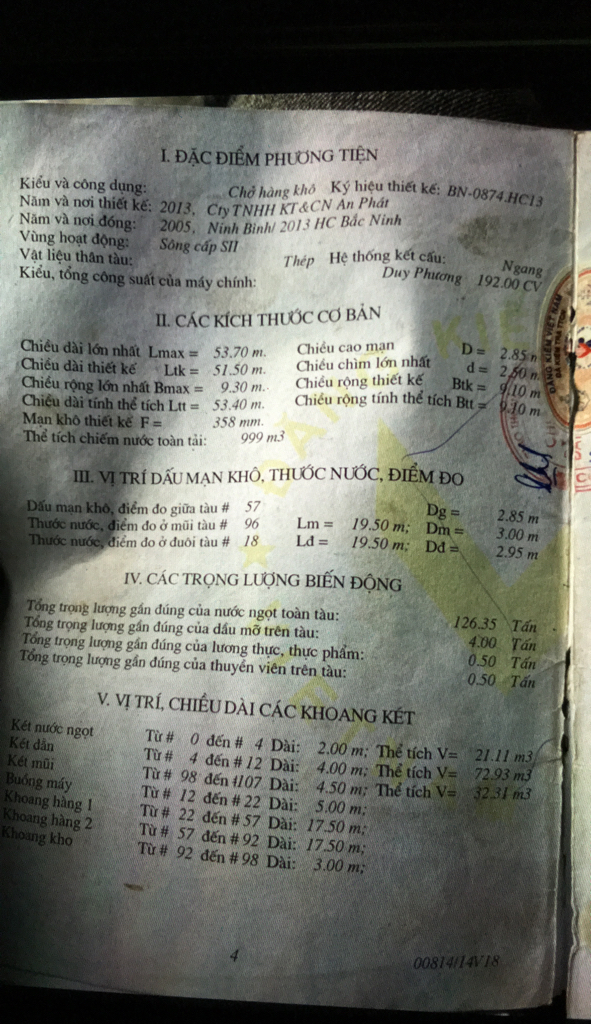 I. ĐẶC ĐIỂM PHƯƠNG TIỆN
Kiểu và công dụng: Chở hàng khô Ký hiệu thiết kế: BN-0874.HC13
Năm và nơi thiết kế: 2013, Cty TNHH KT&CN An Phát
Năm và nơi đóng: 2005, Ninh Bình/ 2013 HC Bắc Ninh
Vùng hoạt động: Sông cấp SII
Vật liệu thân tàu: Thép Hệ thống kết cấu: Ngang
Kiểu, tổng công suất của máy chính: Duy Phương 192.00 CV
II. CÁC KÍCH THƯỚC CƠ BẢN
Chiều dài lớn nhất Lmax = 53.70 m. Chiều cao mạn D = 2.85 m
Chiều dài thiết kế Ltk = 51.50 m. Chiều chìm lớn nhất d = 2.50 m
Chiều rộng lớn nhất Bmax = 9.30 m. Chiều rộng thiết kế Btk = 9.10 m
Chiều dài tính thể tích Ltt = 53.40 m. Chiều rộng tính thể tích Btt = 9.10 m
Mạn khô thiết kế F = 358 mm.
Thể tích chiếm nước toàn tải: 999 m3
III. VỊ TRÍ DẤU MẠN KHÔ, THƯỚC NƯỚC, ĐIỂM ĐO
Dấu mạn khô, điểm đo giữa tàu # 57 Dg = 2.85 m
Thước nước, điểm đo ở mũi tàu # 96 Lm = 19.50 m; Dm = 3.00 m
Thước nước, điểm đo ở đuôi tàu # 18 Lđ = 19.50 m; Dđ = 2.95 m
IV. CÁC TRỌNG LƯỢNG BIẾN ĐỘNG
Tổng trọng lượng gần đúng của nước ngọt toàn tàu: 126.35 Tấn
Tổng trọng lượng gần đúng của dầu mỡ trên tàu: 4.00 Tấn
Tổng trọng lượng gần đúng của lương thực, thực phẩm: 0.50 Tấn
Tổng trọng lượng gần đúng của thuyền viên trên tàu: 0.50 Tấn
V. VỊ TRÍ, CHIỀU DÀI CÁC KHOANG KÉT
Két nước ngọt Từ # 0 đến # 4 Dài: 2.00 m; Thể tích V= 21.11 m3
Két dằn Từ # 4 đến # 12 Dài: 4.00 m; Thể tích V= 72.93 m3
Két mũi Từ # 98 đến #107 Dài: 4.50 m; Thể tích V= 32.31 m3
Buồng máy Từ # 12 đến # 22 Dài: 5.00 m;
Khoang hàng 1 Từ # 22 đến # 57 Dài: 17.50 m;
Khoang hàng 2 Từ # 57 đến # 92 Dài: 17.50 m;
Khoang kho Từ # 92 đến # 98 Dài: 3.00 m;
4
00814/14V18